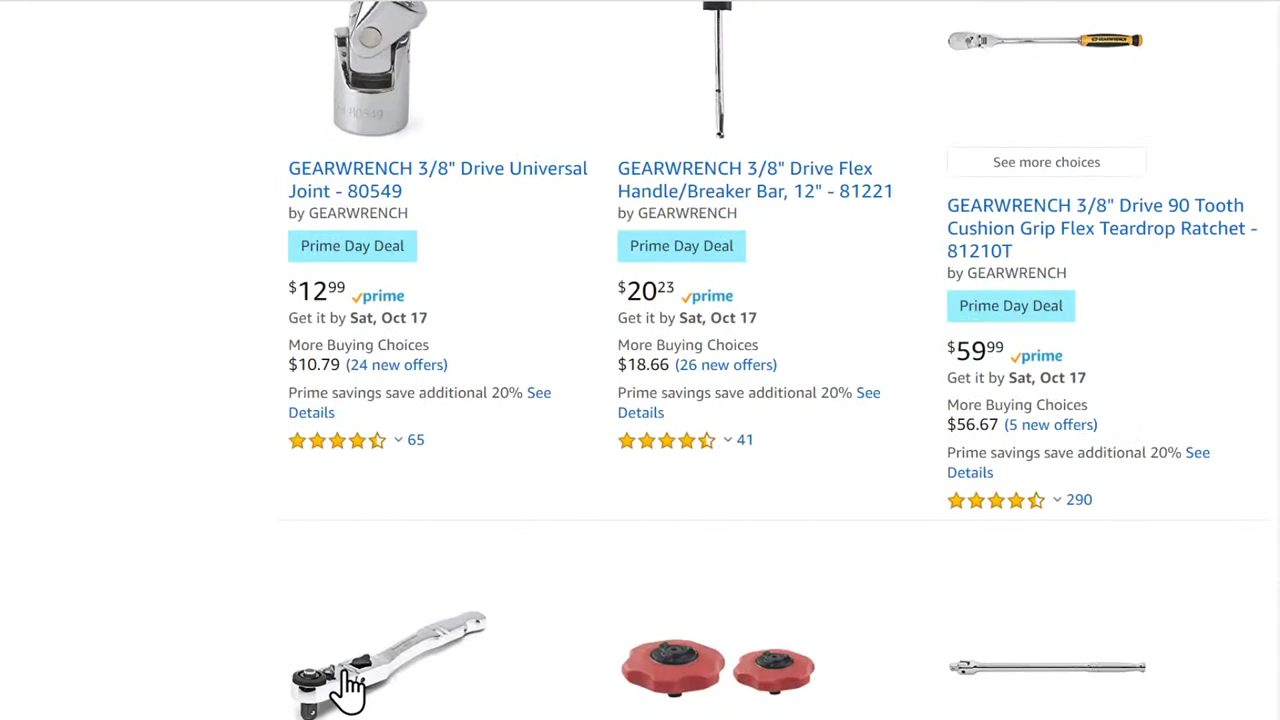 80549
GEARWRENCH
See more choices
GEARWRENCH 3/8" Drive Universal
Joint - 80549
by GEARWRENCH
Prime Day Deal
$12.99 prime
Get it by Sat, Oct 17
More Buying Choices
$10.79 (24 new offers)
Prime savings save additional 20% See
Details
65
GEARWRENCH 3/8" Drive Flex
Handle/Breaker Bar, 12" - 81221
by GEARWRENCH
Prime Day Deal
$20.23 prime
Get it by Sat, Oct 17
More Buying Choices
$18.66 (26 new offers)
Prime savings save additional 20% See
Details
41
GEARWRENCH 3/8" Drive 90 Tooth
Cushion Grip Flex Teardrop Ratchet -
81210T
by GEARWRENCH
Prime Day Deal
$59.99 prime
Get it by Sat, Oct 17
More Buying Choices
$56.67 (5 new offers)
Prime savings save additional 20% See
Details
290